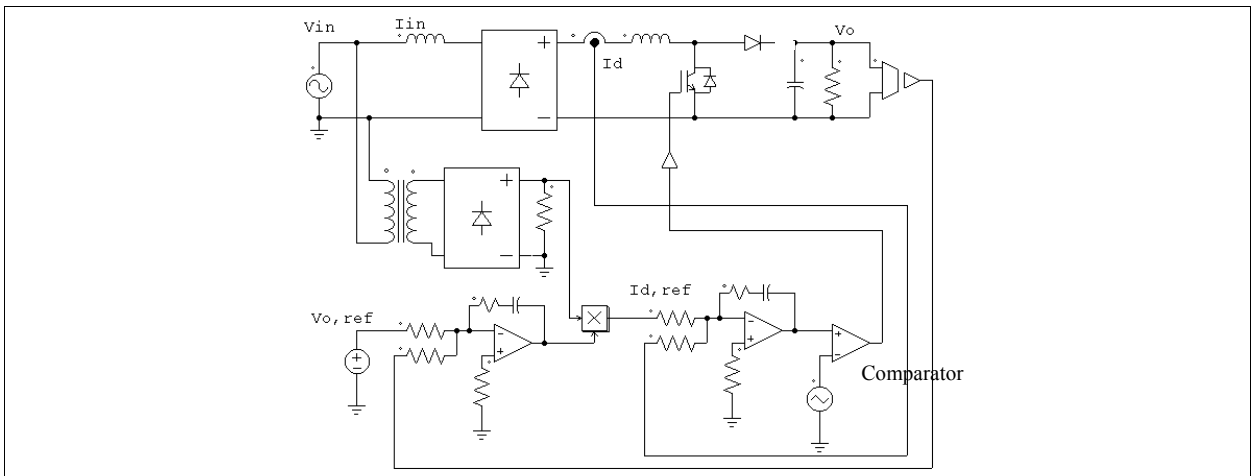 Vin
Iin
Id
Vo
Vo,ref
Id,ref
Comparator